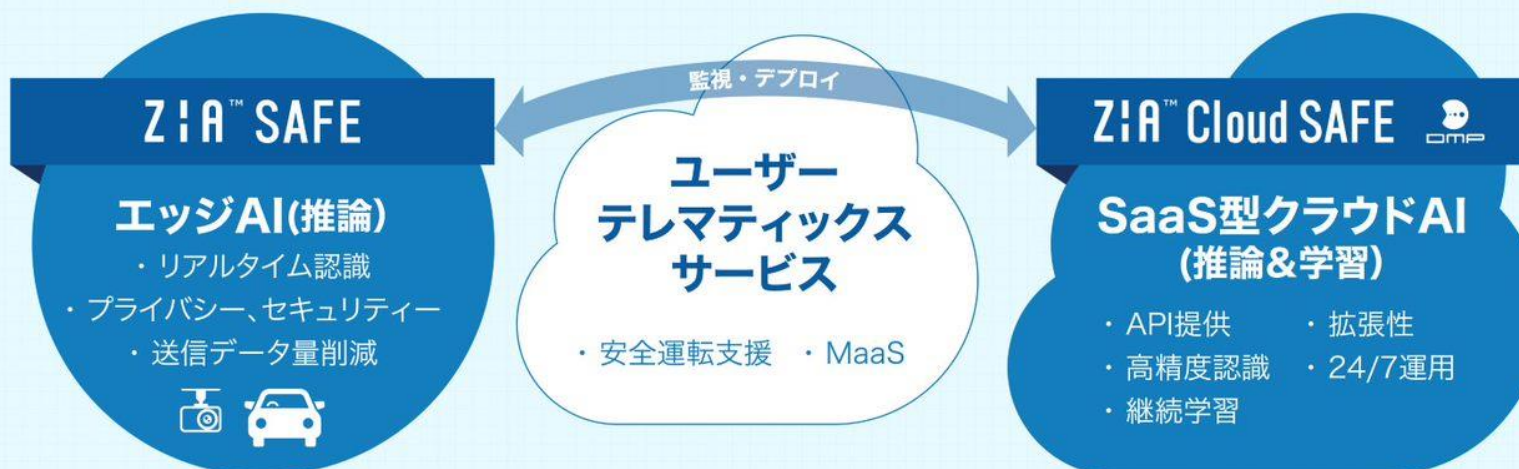 監視・デプロイ
ZIA™ SAFE
エッジAI(推論)
・リアルタイム認識
・プライバシー、セキュリティー
・送信データ量削減
ユーザー
テレマティックス
サービス
・安全運転支援 ・MaaS
ZIA™ Cloud SAFE DMP
SaaS型クラウドAI
(推論&学習)
・API提供 ・拡張性
・高精度認識 ・24/7運用
・継続学習